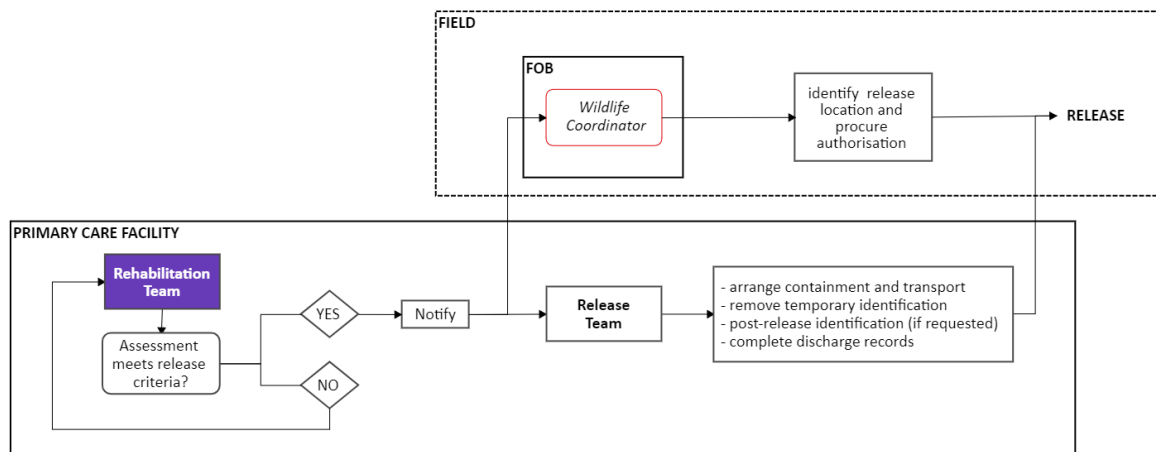 FIELD
FOB
Wildlife
Coordinator
identify release
location and
procure
authorisation
RELEASE
PRIMARY CARE FACILITY
Rehabilitation
Team
Assessment
meets release
criteria?
YES
NO
Notify
Release
Team
- arrange containment and transport
- remove temporary identification
- post-release identification (if requested)
- complete discharge records